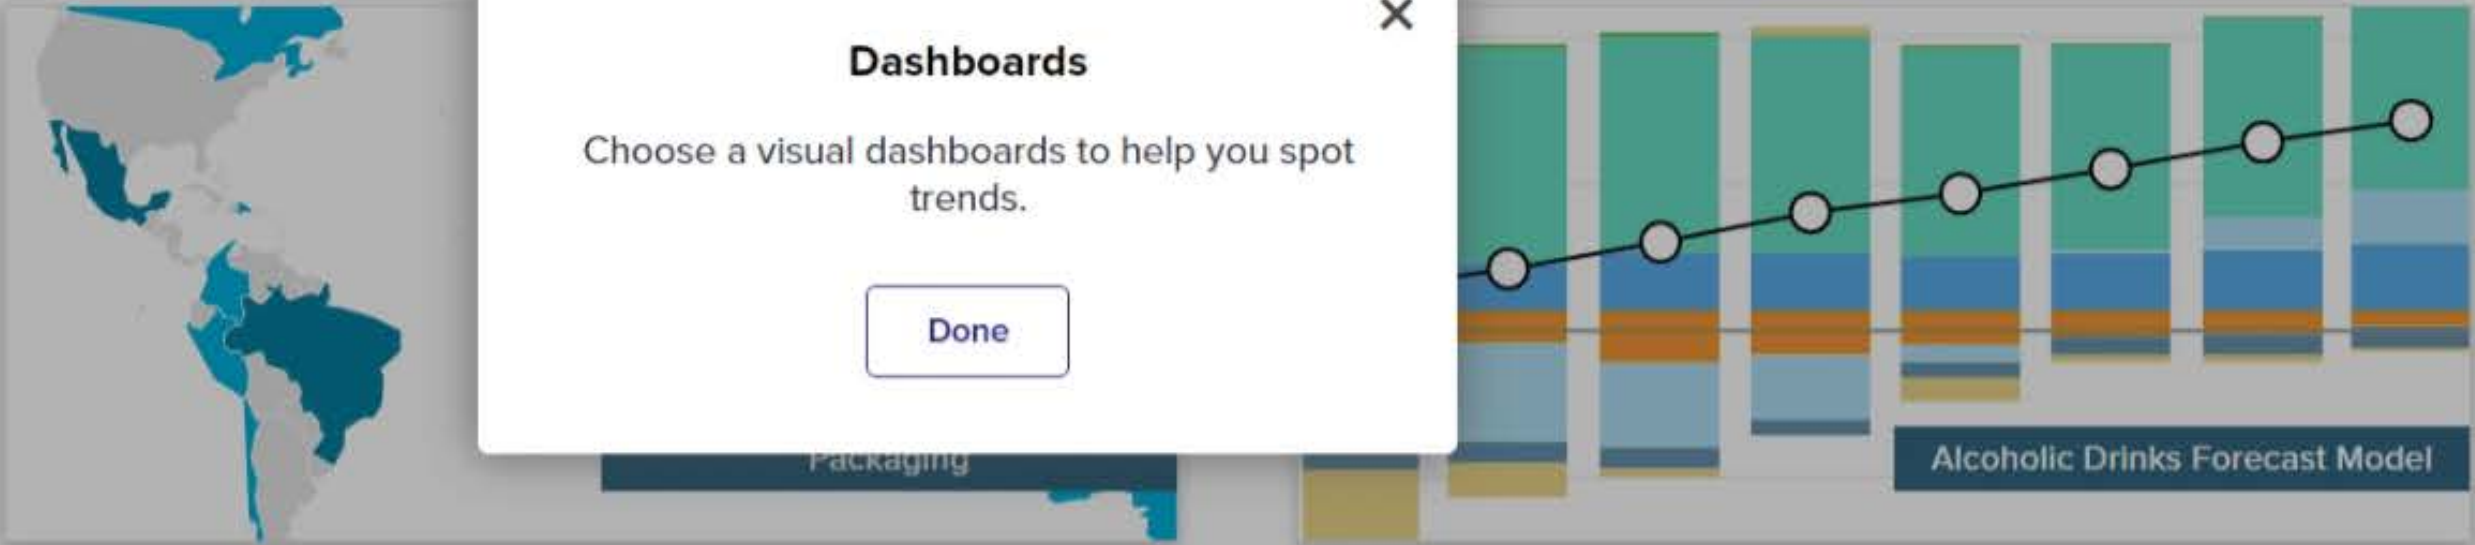 Dashboards
Choose a visual dashboards to help you spot
trends.
Done
Packaging
Alcoholic Drinks Forecast Model